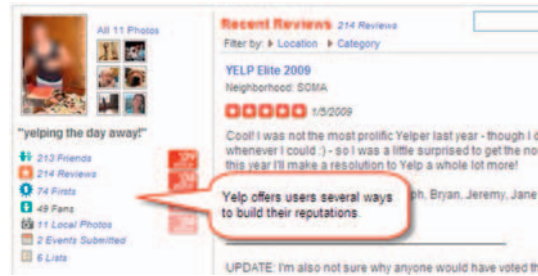 All 11 Photos
"yelping the day away!"
213 Friends
214 Reviews
74 Firsts
49 Fans
11 Local Photos
2 Events Submitted
6 Lists
Recent Reviews 214 Reviews
Filter by: Location Category
YELP Elite 2009
Neighborhood: SOMA
1/5/2009
Cool! I was not the most prolific Yelper last year - though I
whenever I could :) - so I was a little surprised to get the
this year I'll make a resolution to Yelp a whole lot more!
Bryan, Jeremy, Jane
Yelp offers users several ways
to build their reputations.
UPDATE: I'm also not sure why anyone would have voted